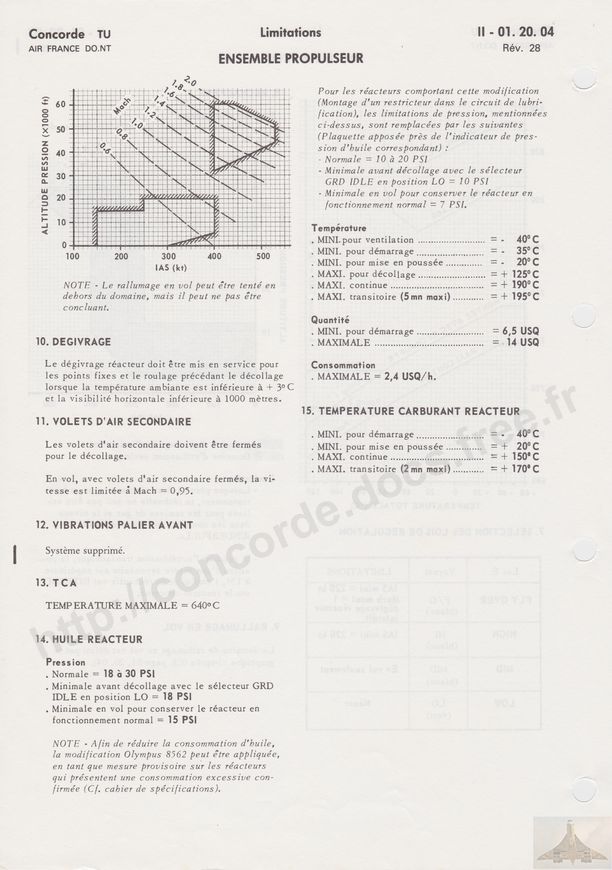 Concorde TU
AIR FRANCE DO.NT
Limitations
ENSEMBLE PROPULSEUR
II - 01. 20. 04
Rév. 28
ALTITUDE PRESSION (×1000 ft)
60
50
40
30
20
10
0
Mach
2.0
1.8
1.6
1.4
1.2
1.0
0.8
0.6
100 200 300 400 500
IAS (kt)
NOTE - Le rallumage en vol peut être tenté en
dehors du domaine, mais il peut ne pas être
concluant.
10. DEGIVRAGE
Le dégivrage réacteur doit être mis en service pour
les points fixes et le roulage précédant le décollage
lorsque la température ambiante est inférieure à + 3° C
et la visibilité horizontale inférieure à 1000 mètres.
11. VOLETS D'AIR SECONDAIRE
Les volets d'air secondaire doivent être fermés
pour le décollage.
En vol, avec volets d'air secondaire fermés, la vi-
tesse est limitée à Mach = 0,95.
12. VIBRATIONS PALIER AVANT
Système supprimé.
13. TCA
TEMPERATURE MAXIMALE = 640° C
14. HUILE REACTEUR
Pression
. Normale = 18 à 30 PSI
. Minimale avant décollage avec le sélecteur GRD
IDLE en position LO = 18 PSI
. Minimale en vol pour conserver le réacteur en
fonctionnement normal = 15 PSI
NOTE - Afin de réduire la consommation d'huile,
la modification Olympus 8562 peut être appliquée,
en tant que mesure provisoire sur les réacteurs
qui présentent une consommation excessive con-
firmée (Cf. cahier de spécifications).
Pour les réacteurs comportant cette modification
(Montage d'un restricteur dans le circuit de lubri-
fication), les limitations de pression, mentionnées
ci-dessus, sont remplacées par les suivantes
(Plaquette apposée près de l'indicateur de pres-
sion d'huile correspondant) :
- Normale = 10 à 20 PSI
- Minimale avant décollage avec le sélecteur
GRD IDLE en position LO = 10 PSI
- Minimale en vol pour conserver le réacteur en
fonctionnement normal = 7 PSI.
Température
. MINI. pour ventilation ..................... = - 40° C
. MINI. pour démarrage ..................... = - 35° C
. MINI. pour mise en poussée ............ = - 20° C
. MAXI. pour décollage ..................... = + 125° C
. MAXI. continue ............................... = + 190° C
. MAXI. transitoire (5 mn maxi) .......... = + 195° C
Quantité
. MINI. pour démarrage ..................... = 6,5 USQ
. MAXIMALE ....................................... = 14 USQ
Consommation
. MAXIMALE = 2,4 USQ/h.
15. TEMPERATURE CARBURANT REACTEUR
. MINI. pour démarrage ..................... = - 40° C
. MINI. pour mise en poussée ............ = + 20° C
. MAXI. continue ............................... = + 150° C
. MAXI. transitoire (2 mn maxi) .......... = + 170° C
http://concorde.docs.free.fr